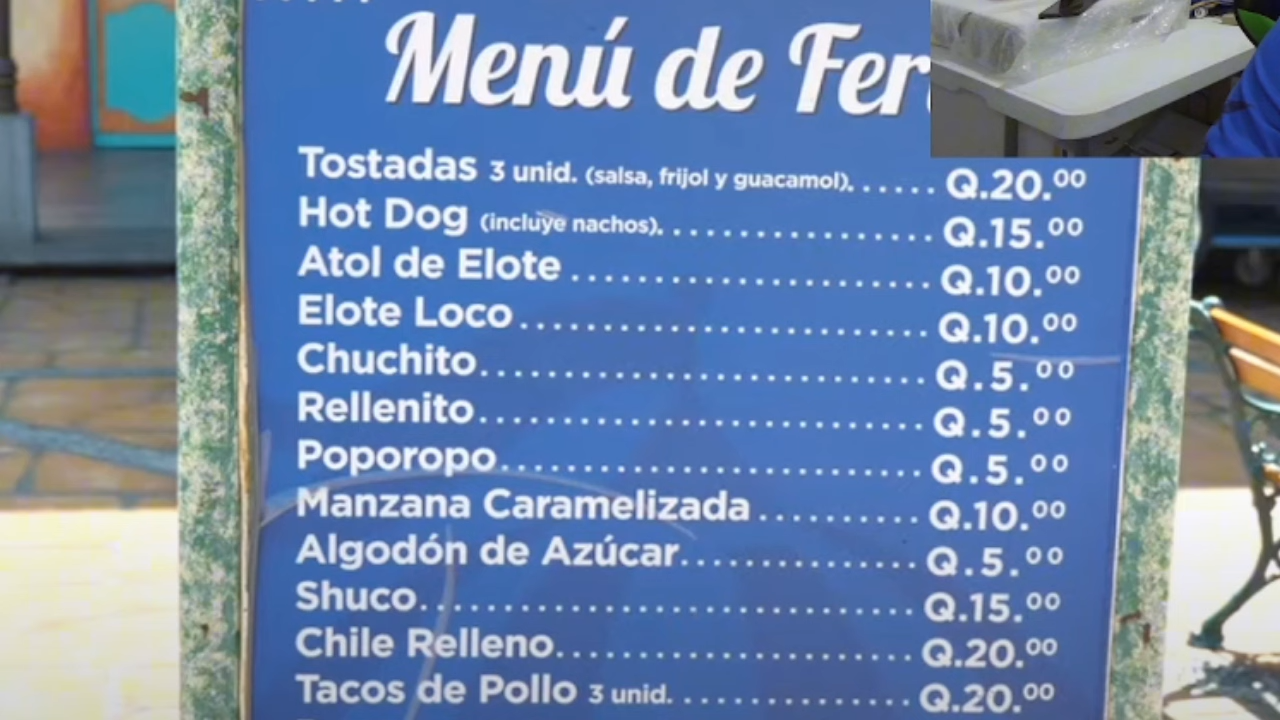 Menú de
Tostadas 3 unid. (salsa, frijol y guacamol)...... Q.20.00
Hot Dog (incluye nachos)................. Q.15.00
Atol de Elote ...................... Q.10.00
Elote Loco ......................... Q.10.00
Chuchito............................ Q.5.00
Rellenito........................... Q.5.00
Poporopo.......................... Q.5.00
Manzana Caramelizada .......... Q.10.00
Algodón de Azúcar............... Q.5.00
Shuco............................... Q.15.00
Chile Relleno...................... Q.20.00
Tacos de Pollo 3 unid. ............. Q.20.00